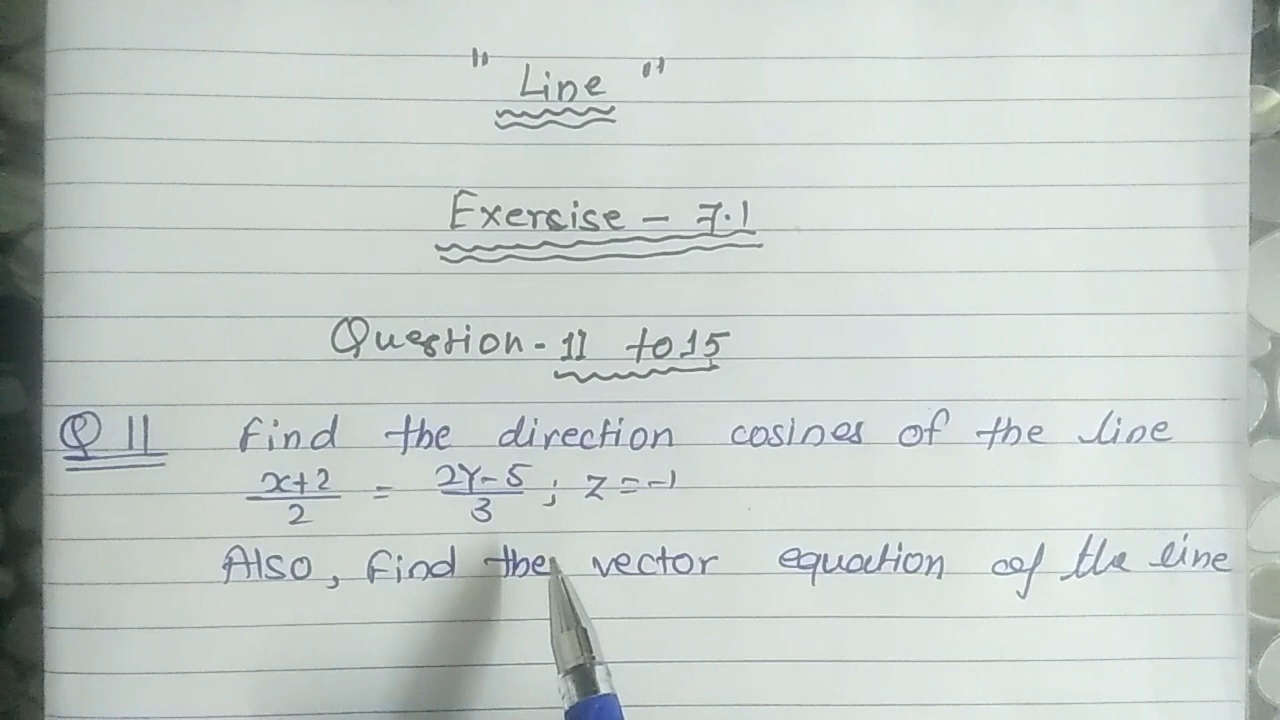 "Line"
Exercise - 7.1
Question - 11 to 15
Q 11 Find the direction cosines of the line
x+2/2 = 2Y-5/3 ; z = -1
Also, find the vector equation of the line